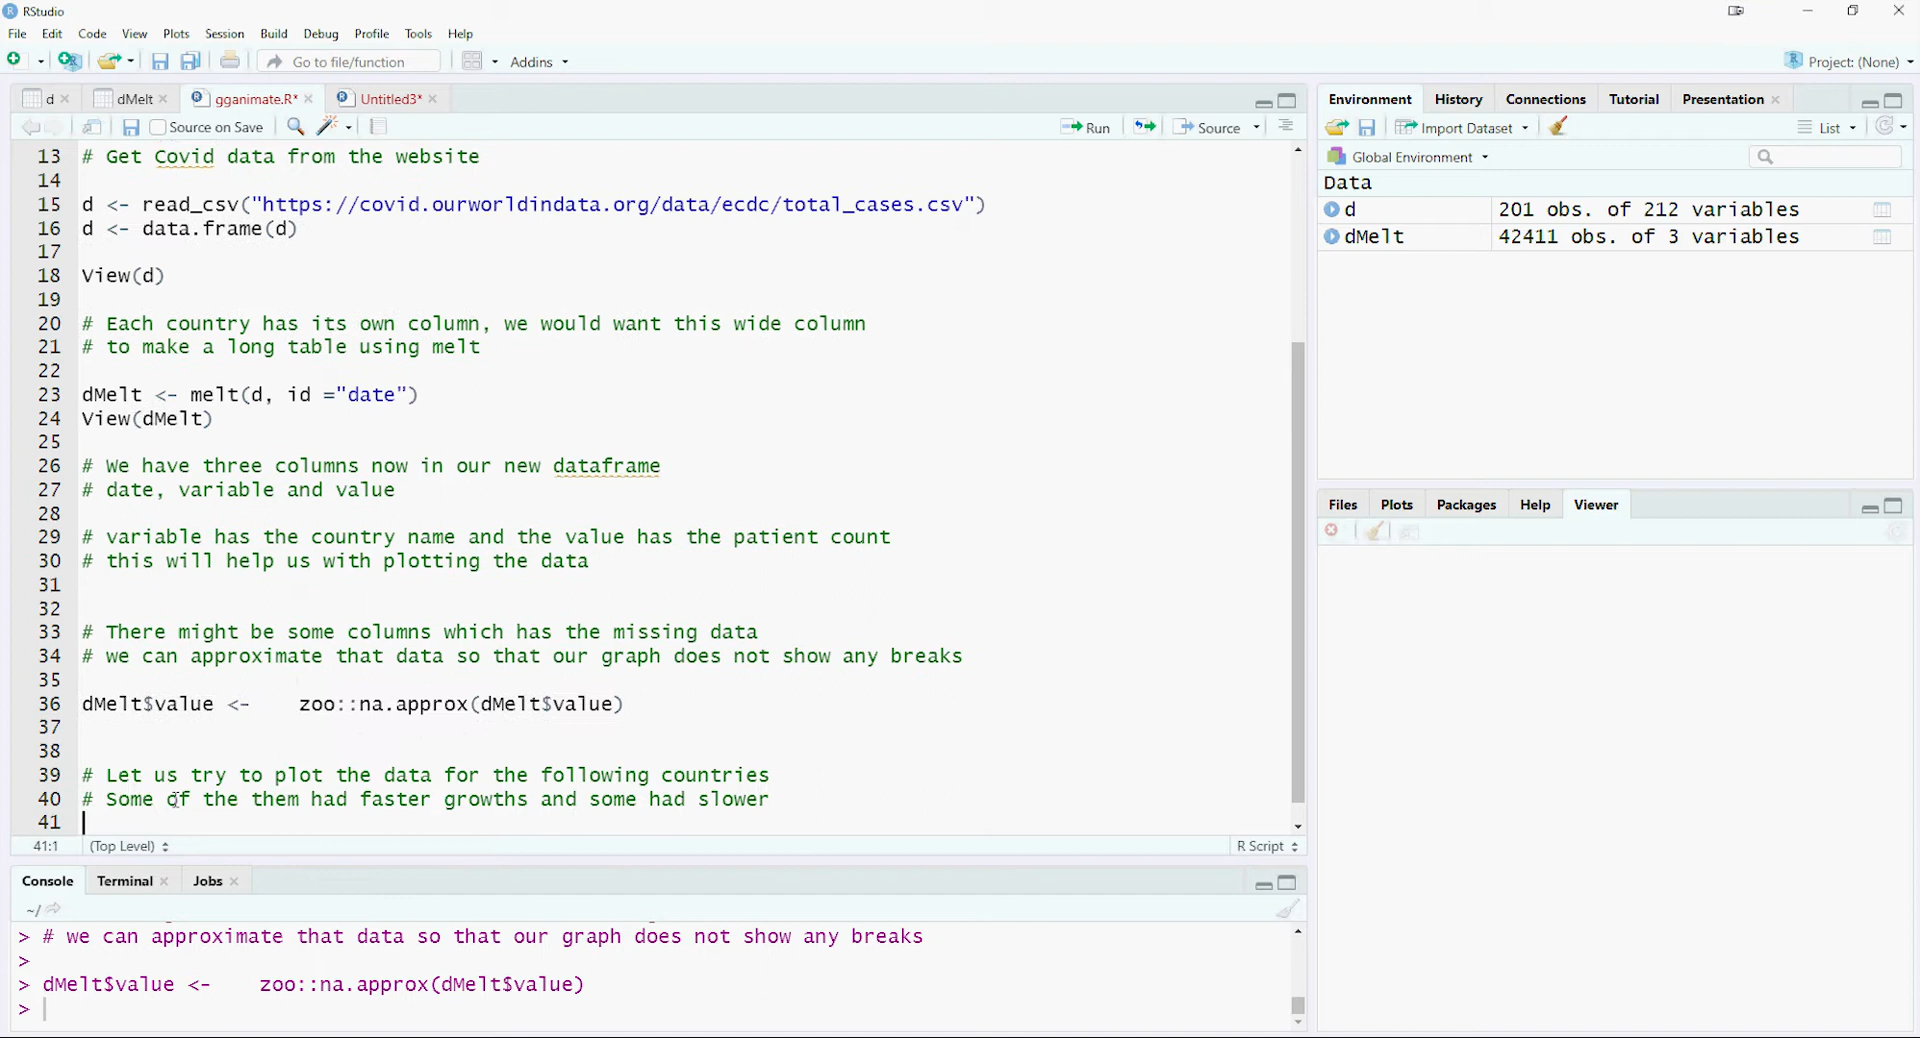 RStudio
File Edit Code View Plots Session Build Debug Profile Tools Help
Go to file/function Addins Project: (None)
d dMelt gganimate.R* Untitled3*
Source on Save Run Source
13 # Get Covid data from the website
14
15 d <- read_csv("https://covid.ourworldindata.org/data/ecdc/total_cases.csv")
16 d <- data.frame(d)
17
18 View(d)
19
20 # Each country has its own column, we would want this wide column
21 # to make a long table using melt
22
23 dMelt <- melt(d, id ="date")
24 View(dMelt)
25
26 # We have three columns now in our new dataframe
27 # date, variable and value
28
29 # variable has the country name and the value has the patient count
30 # this will help us with plotting the data
31
32
33 # There might be some columns which has the missing data
34 # we can approximate that data so that our graph does not show any breaks
35
36 dMelt$value <-    zoo::na.approx(dMelt$value)
37
38
39 # Let us try to plot the data for the following countries
40 # Some of the them had faster growths and some had slower
41
41:1 (Top Level) R Script
Console Terminal Jobs
~/
> # we can approximate that data so that our graph does not show any breaks
>
> dMelt$value <-    zoo::na.approx(dMelt$value)
>
Environment History Connections Tutorial Presentation
Import Dataset List
Global Environment
Data
d 201 obs. of 212 variables
dMelt 42411 obs. of 3 variables
Files Plots Packages Help Viewer